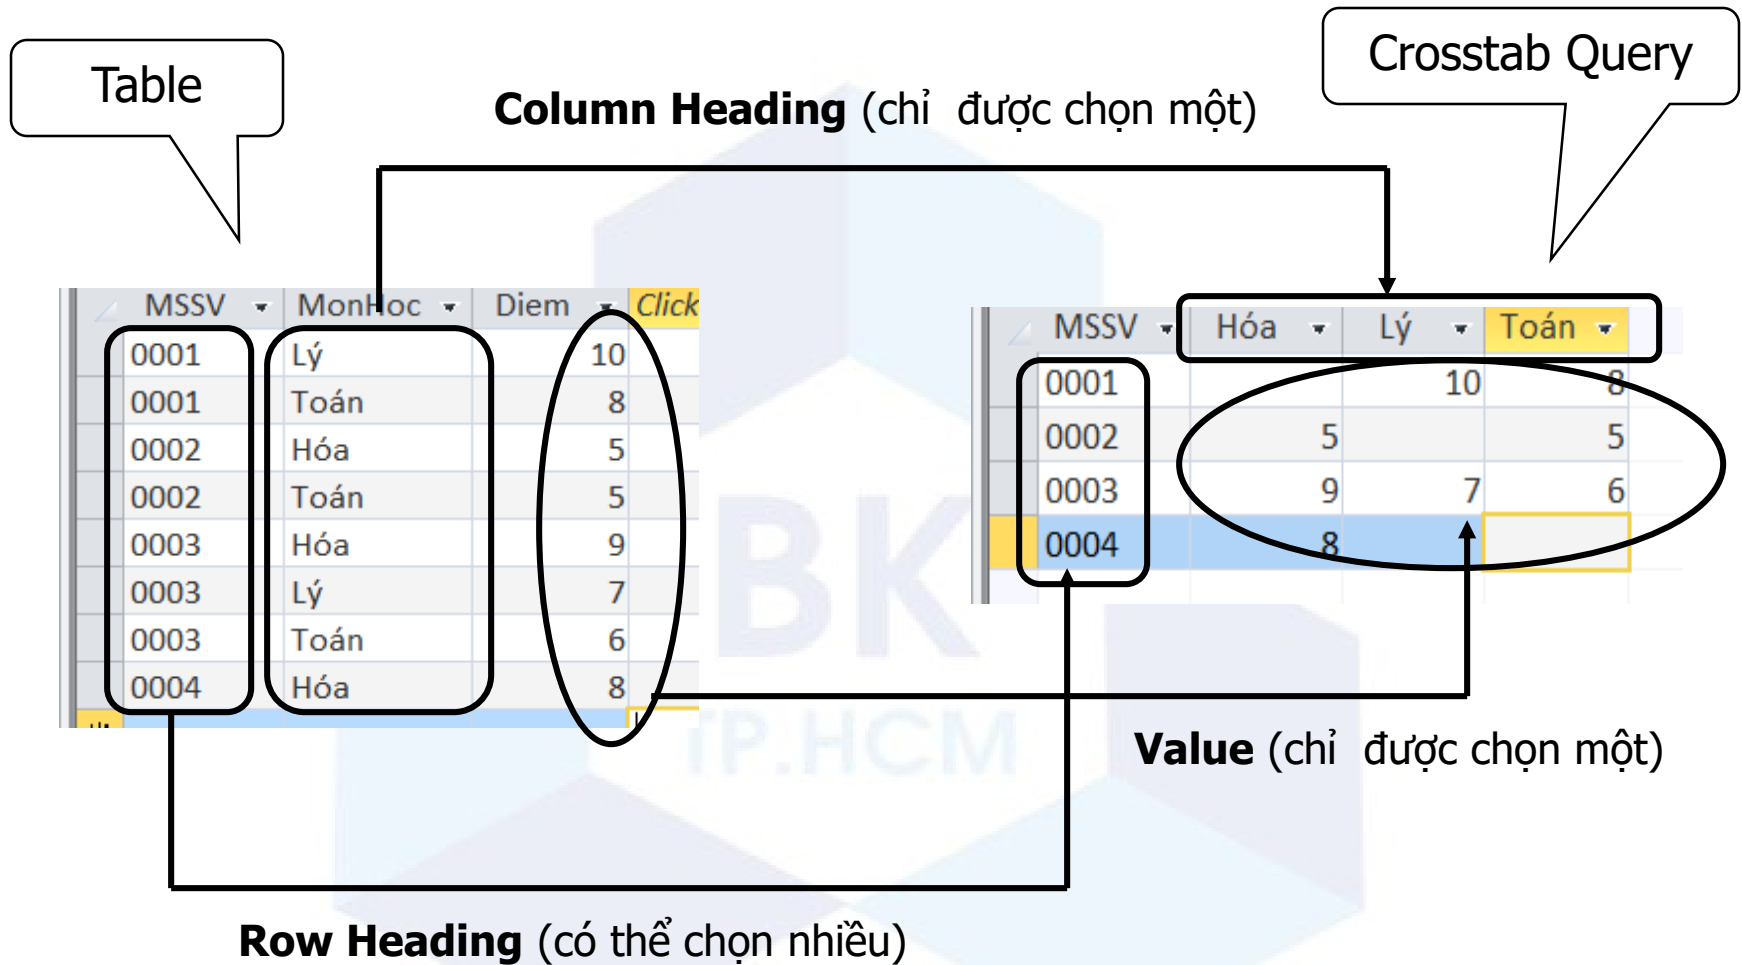 Table
Crosstab Query
Column Heading (chỉ được chọn một)
MSSV MonHoc Diem Click
0001 Lý 10
0001 Toán 8
0002 Hóa 5
0002 Toán 5
0003 Hóa 9
0003 Lý 7
0003 Toán 6
0004 Hóa 8
MSSV Hóa Lý Toán
0001 10 8
0002 5 5
0003 9 7 6
0004 8
BK
TP.HCM
Value (chỉ được chọn một)
Row Heading (có thể chọn nhiều)